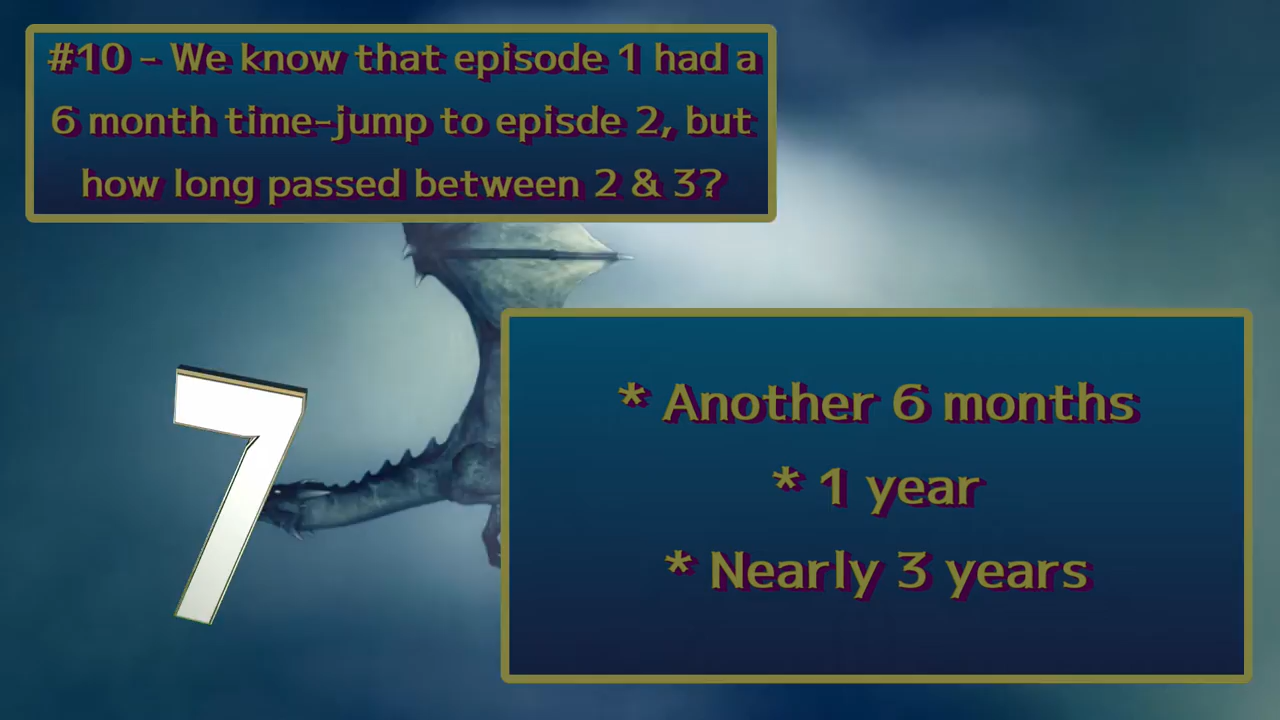 #10 - We know that episode 1 had a
6 month time-jump to episde 2, but
how long passed between 2 & 3?
7
* Another 6 months
* 1 year
* Nearly 3 years